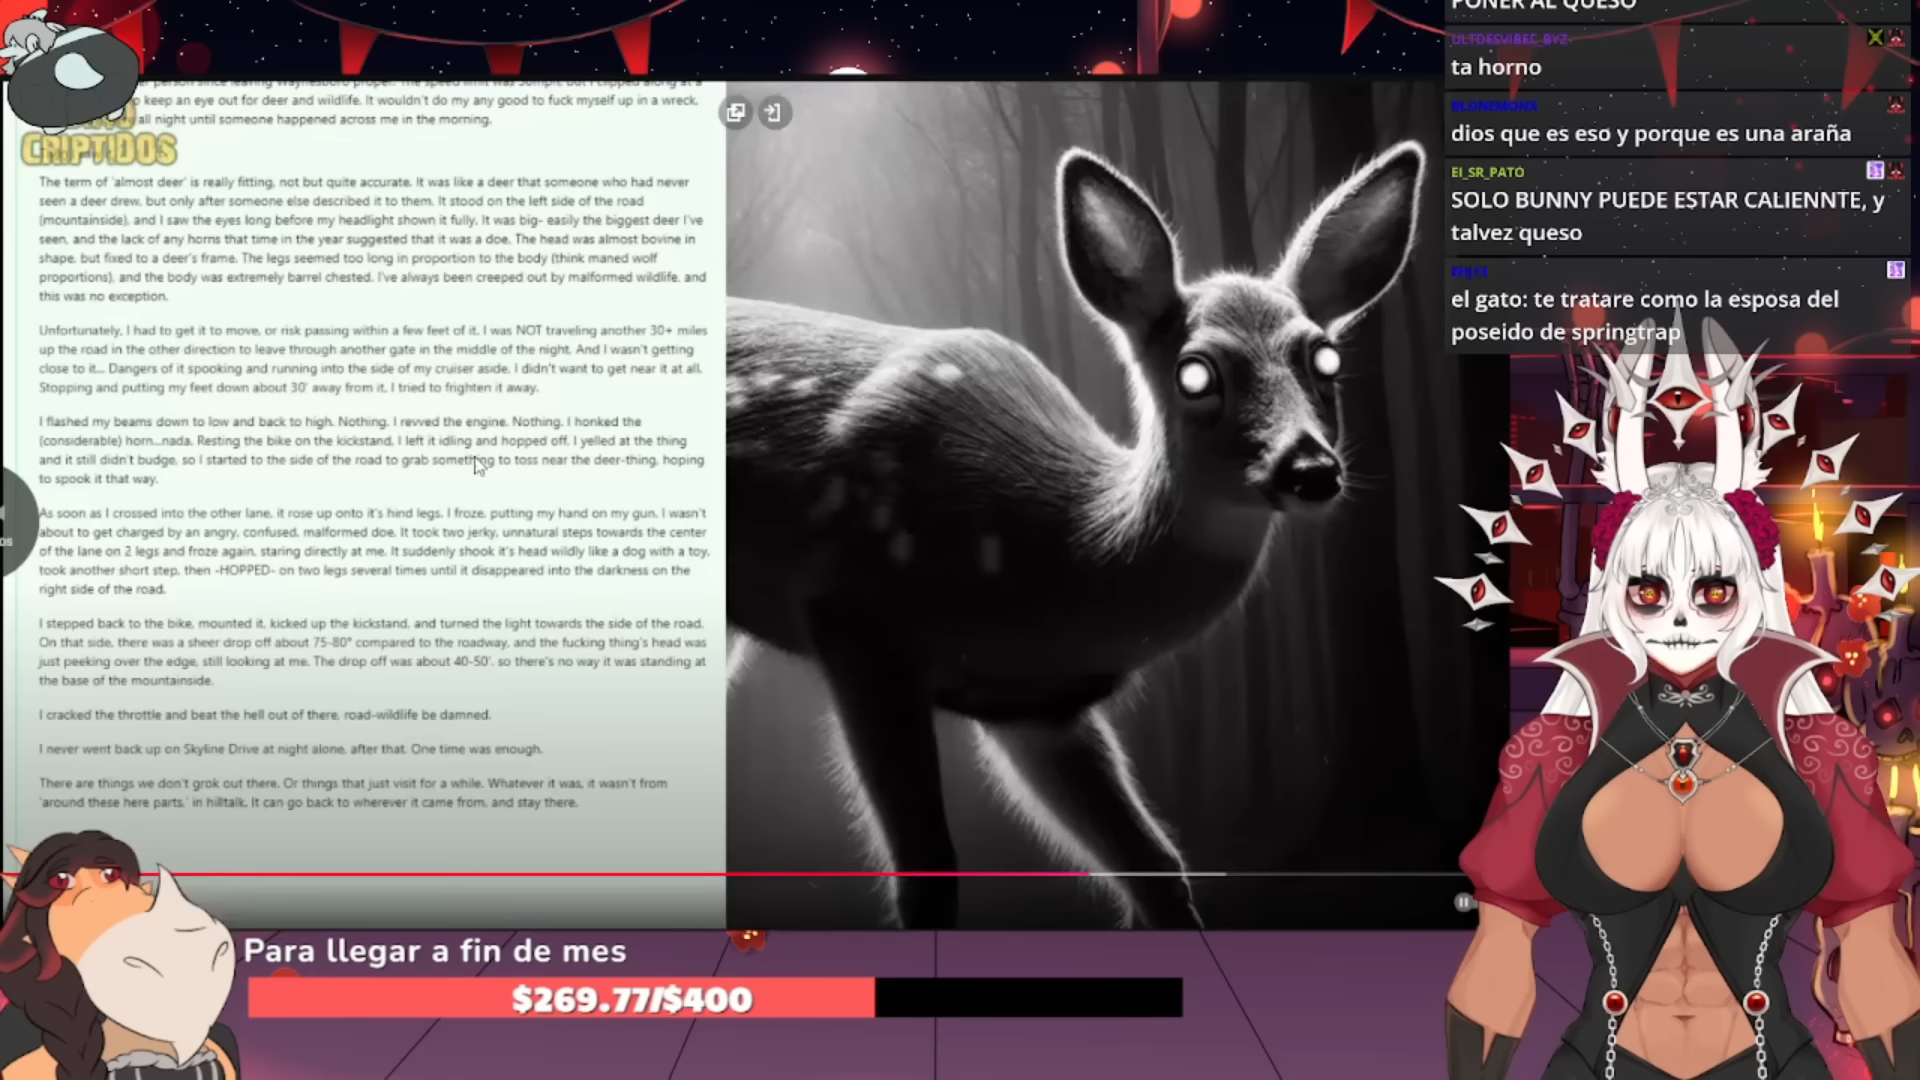 keep an eye out for deer and wildlife. It wouldn't do my any good to fuck myself up in a wreck,
all night until someone happened across me in the morning.
CRIPTIDOS
The term of 'almost deer' is really fitting, not but quite accurate. It was like a deer that someone who had never
seen a deer drew, but only after someone else described it to them. It stood on the left side of the road
(mountainside), and I saw the eyes long before my headlight shown it fully. It was big- easily the biggest deer I've
seen, and the lack of any horns that time in the year suggested that it was a doe. The head was almost bovine in
shape, but fixed to a deer's frame. The legs seemed too long in proportion to the body (think maned wolf
proportions), and the body was extremely barrel chested. I've always been creeped out by malformed wildlife, and
this was no exception.
Unfortunately, I had to get it to move, or risk passing within a few feet of it. I was NOT traveling another 30+ miles
up the road in the other direction to leave through another gate in the middle of the night. And I wasn't getting
close to it... Dangers of it spooking and running into the side of my cruiser aside, I didn't want to get near it at all.
Stopping and putting my feet down about 30' away from it, I tried to frighten it away.
I flashed my beams down to low and back to high. Nothing. I revved the engine. Nothing. I honked the
(considerable) horn...nada. Resting the bike on the kickstand, I left it idling and hopped off. I yelled at the thing
and it still didn't budge, so I started to the side of the road to grab something to toss near the deer-thing, hoping
to spook it that way.
As soon as I crossed into the other lane, it rose up onto it's hind legs. I froze, putting my hand on my gun. I wasn't
about to get charged by an angry, confused, malformed doe. It took two jerky, unnatural steps towards the center
of the lane on 2 legs and froze again, staring directly at me. It suddenly shook it's head wildly like a dog with a toy,
took another short step, then -HOPPED- on two legs several times until it disappeared into the darkness on the
right side of the road.
I stepped back to the bike, mounted it, kicked up the kickstand, and turned the light towards the side of the road.
On that side, there was a sheer drop off about 75-80° compared to the roadway, and the fucking thing's head was
just peeking over the edge, still looking at me. The drop off was about 40-50', so there's no way it was standing at
the base of the mountainside.
I cracked the throttle and beat the hell out of there, road-wildlife be damned.
I never went back up on Skyline Drive at night alone, after that. One time was enough.
There are things we don't grok out there. Or things that just visit for a while. Whatever it was, it wasn't from
'around these here parts,' in hilltalk. It can go back to wherever it came from, and stay there.
Para llegar a fin de mes
$269.77/$400
PONER AL QUESO
ta horno
BLONEMONX
dios que es eso y porque es una araña
EI_SR_PATO
SOLO BUNNY PUEDE ESTAR CALIENNTE, y
talvez queso
el gato: te tratare como la esposa del
poseido de springtrap